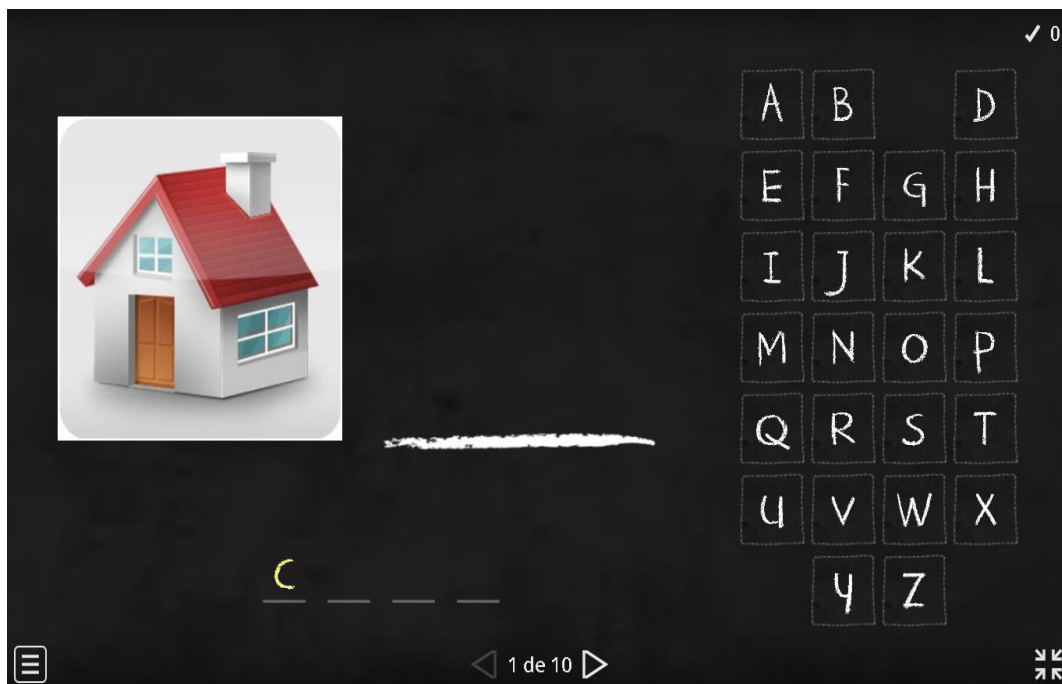 ✓ 0
A B D
E F G H
I J K L
M N O P
Q R S T
U V W X
Y Z
C _ _ _
1 de 10